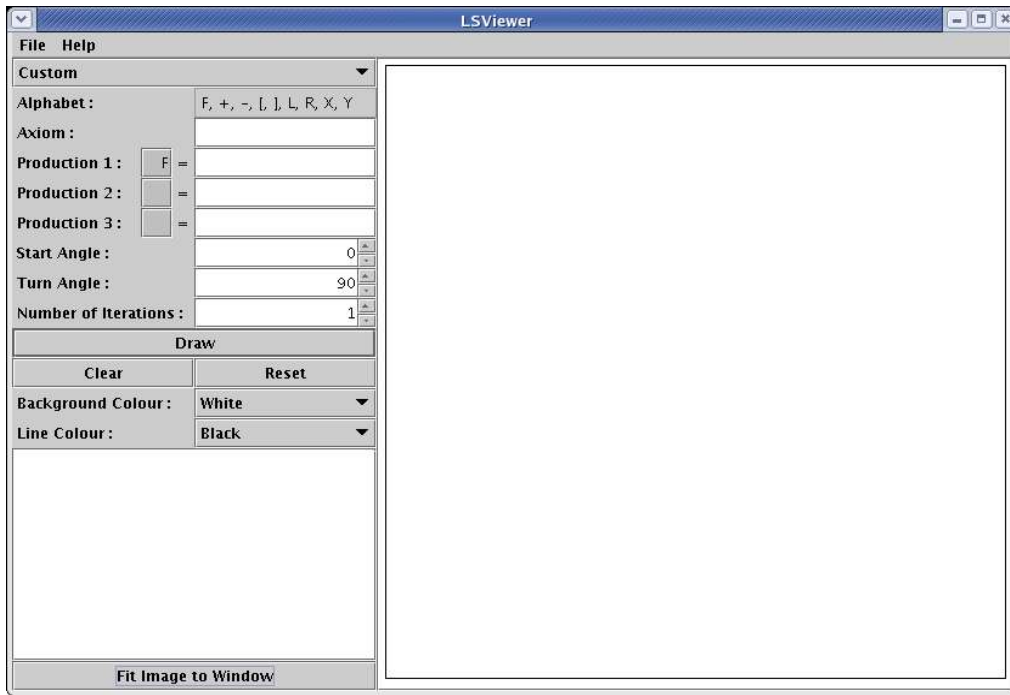 LSViewer
File Help
Custom
Alphabet : F, +, -, [, ], L, R, X, Y
Axiom :
Production 1 : F =
Production 2 : =
Production 3 : =
Start Angle : 0
Turn Angle : 90
Number of Iterations : 1
Draw
Clear Reset
Background Colour : White
Line Colour : Black
Fit Image to Window